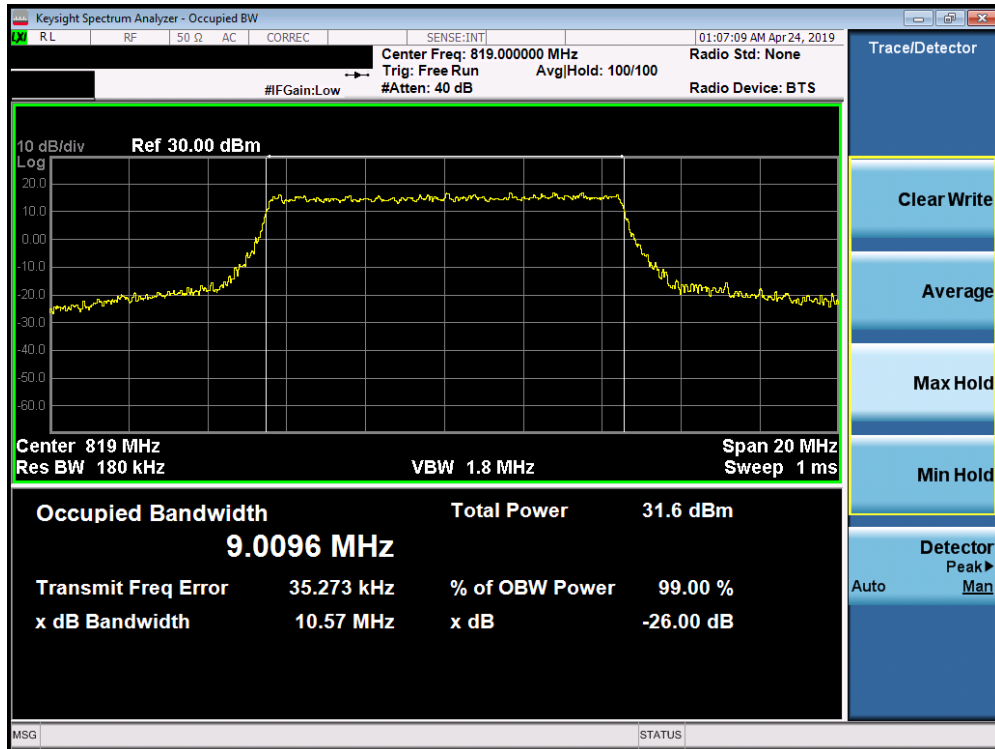 Keysight Spectrum Analyzer - Occupied BW
LXI RL RF 50 Ω AC CORREC SENSE:INT 01:07:09 AM Apr 24, 2019
Center Freq: 819.000000 MHz Radio Std: None
Trig: Free Run Avg|Hold: 100/100
#IFGain:Low #Atten: 40 dB Radio Device: BTS
10 dB/div Ref 30.00 dBm
Log
20.0
10.0
0.00
-10.0
-20.0
-30.0
-40.0
-50.0
-60.0
Center 819 MHz Span 20 MHz
Res BW 180 kHz VBW 1.8 MHz Sweep 1 ms
Occupied Bandwidth Total Power 31.6 dBm
9.0096 MHz
Transmit Freq Error 35.273 kHz % of OBW Power 99.00 %
x dB Bandwidth 10.57 MHz x dB -26.00 dB
MSG STATUS
Trace/Detector
Clear Write
Average
Max Hold
Min Hold
Detector
Peak▶
Auto Man